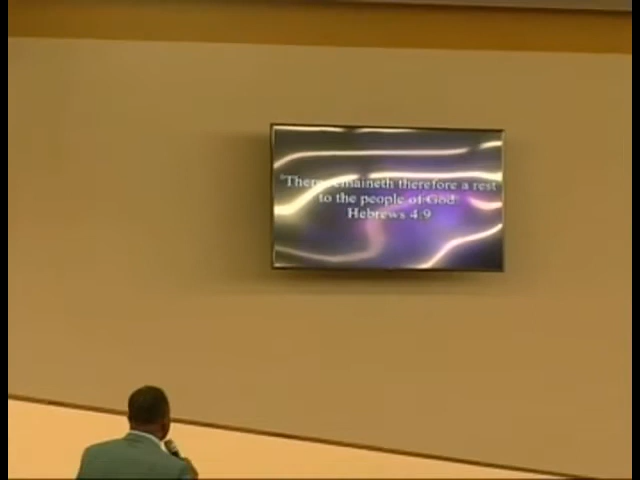 "There remaineth therefore a rest
to the people of God.
Hebrews 4:9